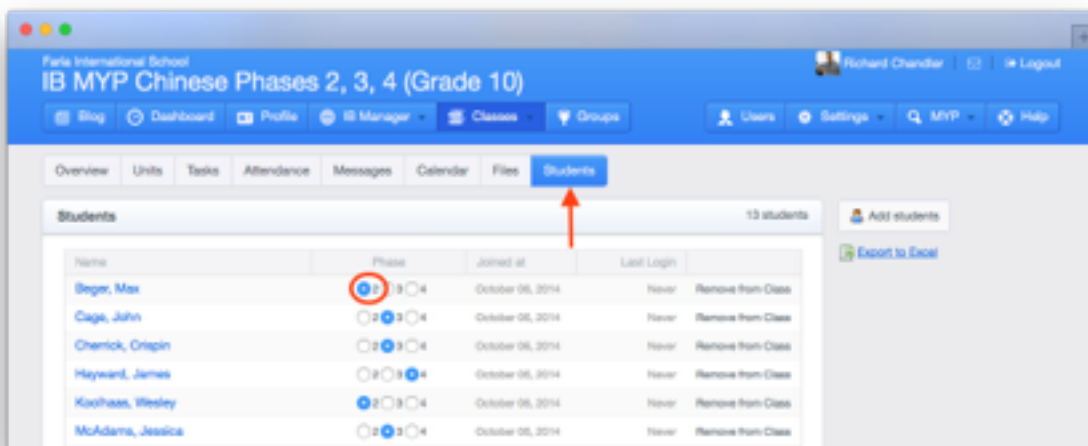 Faria International School
IB MYP Chinese Phases 2, 3, 4 (Grade 10)
Richard Chandler Logout
Blog Dashboard Profile IB Manager Classes Groups Users Settings MYP Help
Overview Units Tasks Attendance Messages Calendar Files Students
Students 13 students
Add students
Export to Excel
Name Phase Joined at Last Login
Beger, Max 2 3 4 October 06, 2014 Never Remove from Class
Cage, John 2 3 4 October 06, 2014 Never Remove from Class
Cherrick, Crispin 2 3 4 October 06, 2014 Never Remove from Class
Hayward, James 2 3 4 October 06, 2014 Never Remove from Class
Koolhaas, Wesley 2 3 4 October 06, 2014 Never Remove from Class
McAdams, Jessica 2 3 4 October 06, 2014 Never Remove from Class